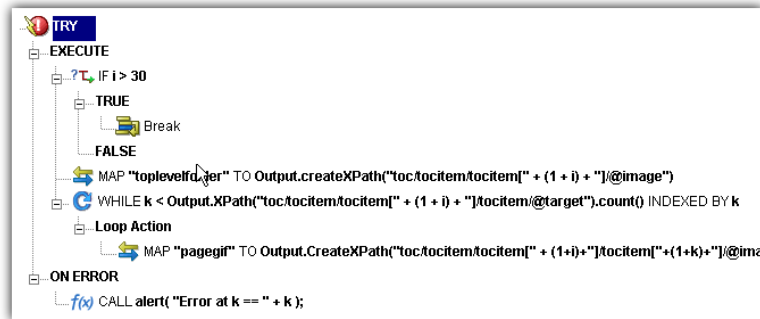 TRY
EXECUTE
IF i > 30
TRUE
Break
FALSE
MAP "toplevelfolder" TO Output.createXPath("toc/tocitem/tocitem[" + (1 + i) + "]/@image")
WHILE k < Output.XPath("toc/tocitem/tocitem[" + (1 + i) + "]/tocitem/@target").count() INDEXED BY k
Loop Action
MAP "pagegif" TO Output.CreateXPath("toc/tocitem/tocitem[" + (1+i)+"]/tocitem["+(1+k)+"]/@ima
ON ERROR
f(x) CALL alert( "Error at k == " + k );